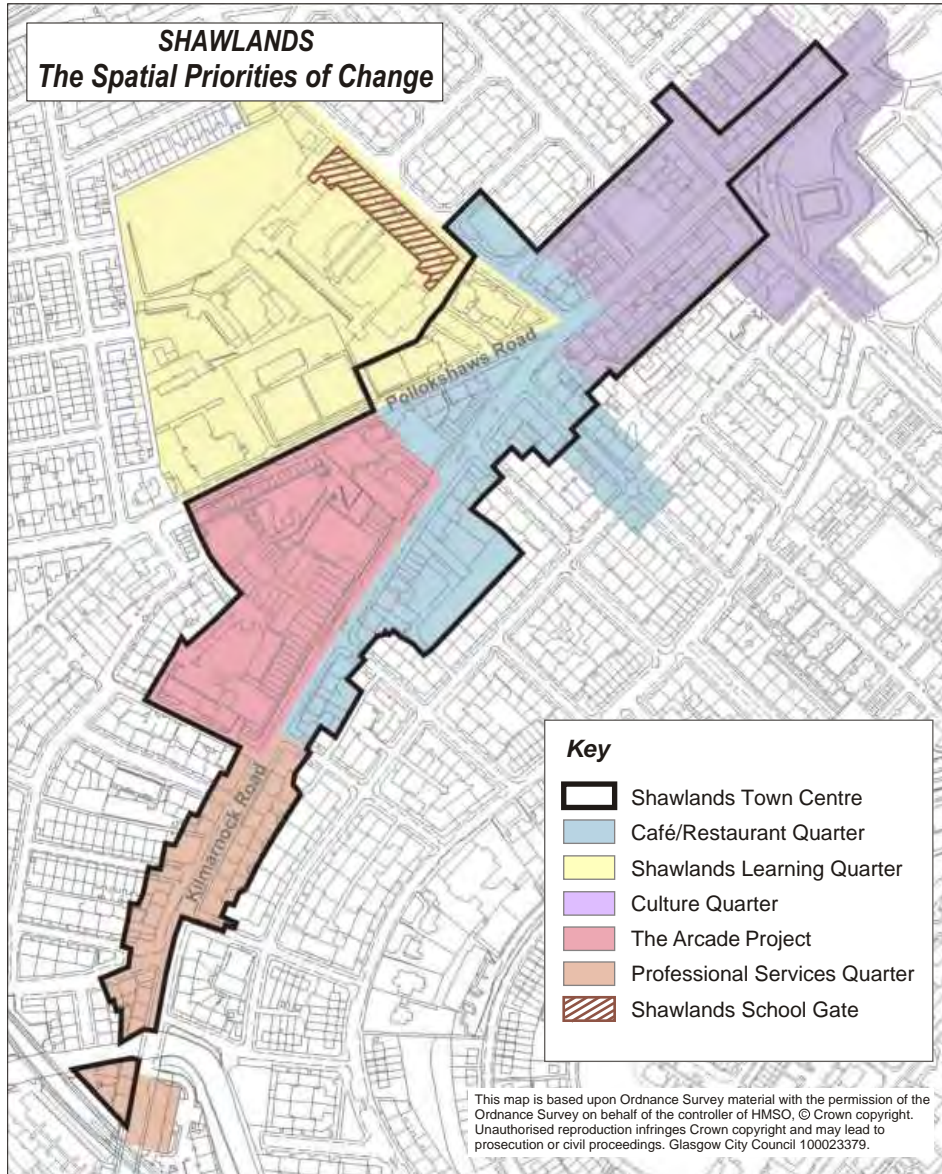 SHAWLANDS
The Spatial Priorities of Change
Pollokshaws Road
Kilmarnock Road
Key
Shawlands Town Centre
Café/Restaurant Quarter
Shawlands Learning Quarter
Culture Quarter
The Arcade Project
Professional Services Quarter
Shawlands School Gate
This map is based upon Ordnance Survey material with the permission of the
Ordnance Survey on behalf of the controller of HMSO, © Crown copyright.
Unauthorised reproduction infringes Crown copyright and may lead to
prosecution or civil proceedings. Glasgow City Council 100023379.